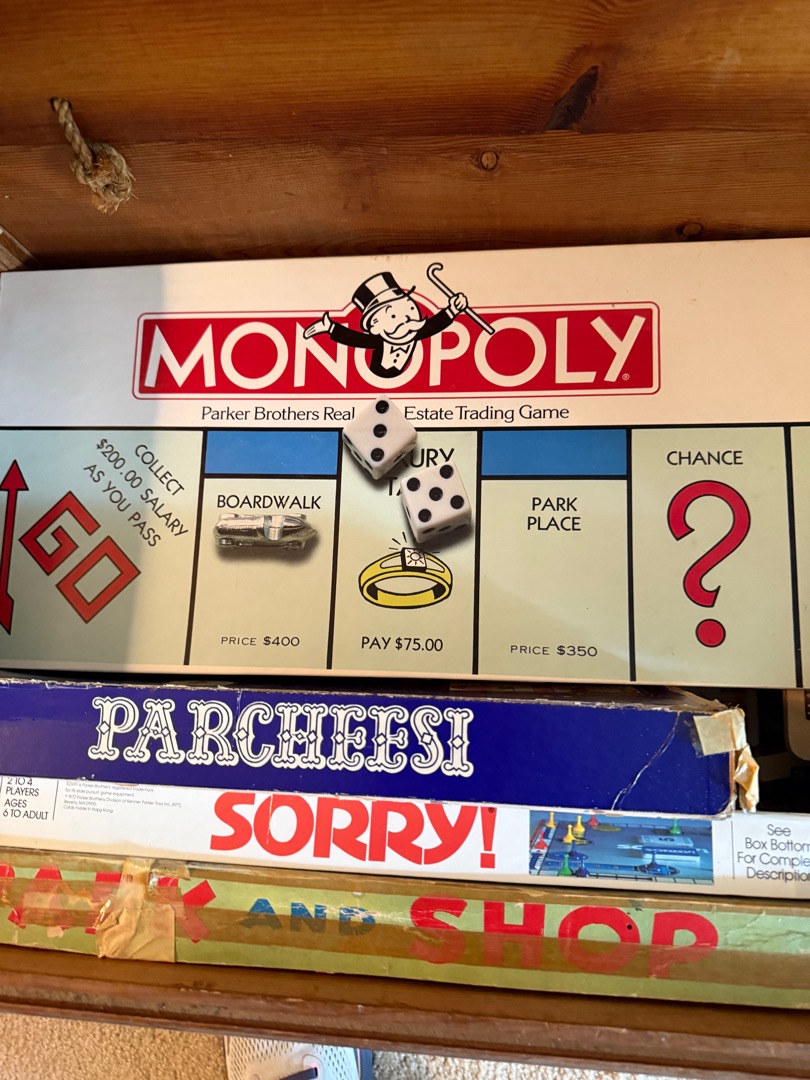 MONOPOLY
Parker Brothers Real Estate Trading Game
COLLECT
$200.00 SALARY
AS YOU PASS
GO
BOARDWALK
PRICE $400
PAY $75.00
PARK
PLACE
PRICE $350
CHANCE
?
PARCHEESI
2 TO 4
PLAYERS
AGES
6 TO ADULT
SORRY!
See
Box Bottom
For
AND SHOP